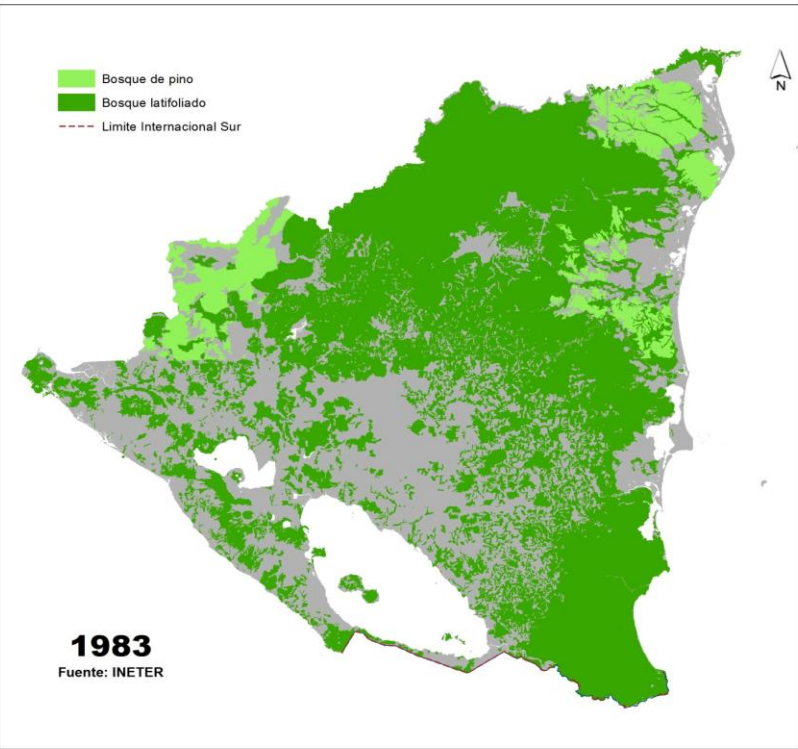 Bosque de pino
Bosque latifoliado
Limite Internacional Sur
N
1983
Fuente: INETER